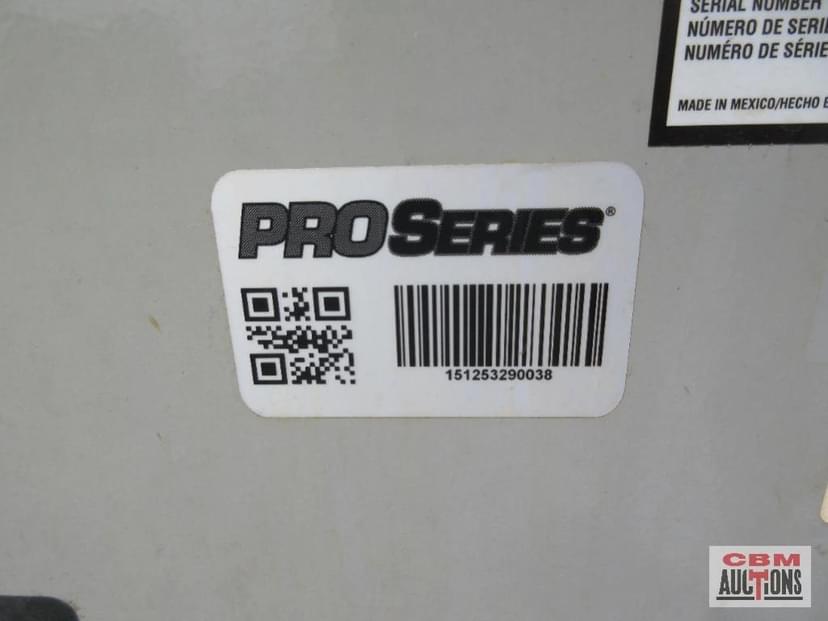 SERIAL NUMBER
NÚMERO DE SERIE
NUMÉRO DE SÉRIE
MADE IN MEXICO/HECHO E
PROSERIES®
151253290038
CBM
AUCTIONS